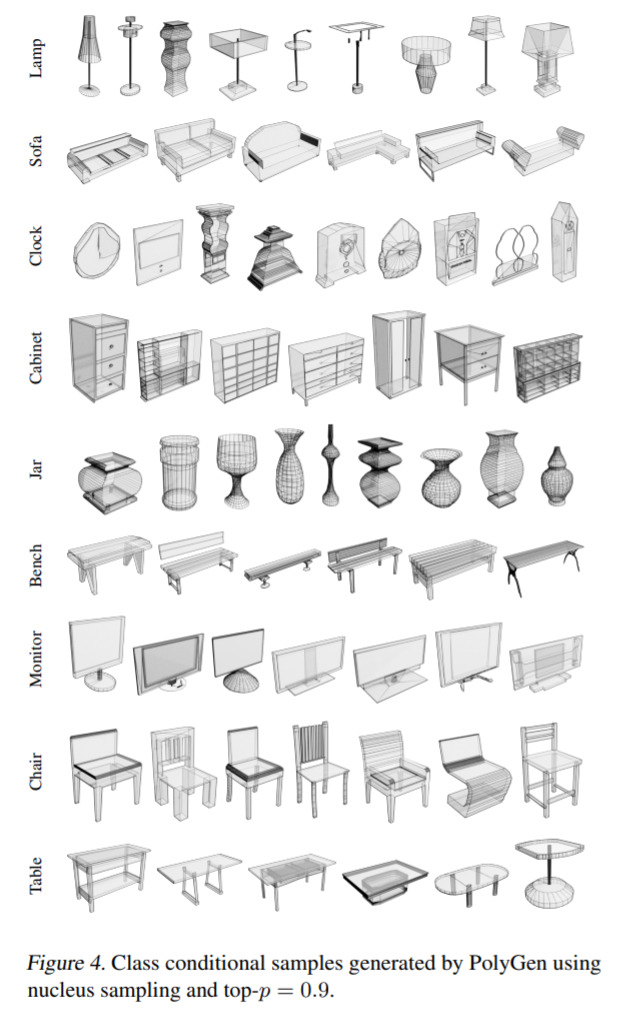 Lamp
Sofa
Clock
Cabinet
Jar
Bench
Monitor
Chair
Table
Figure 4. Class conditional samples generated by PolyGen using
nucleus sampling and top-p = 0.9.